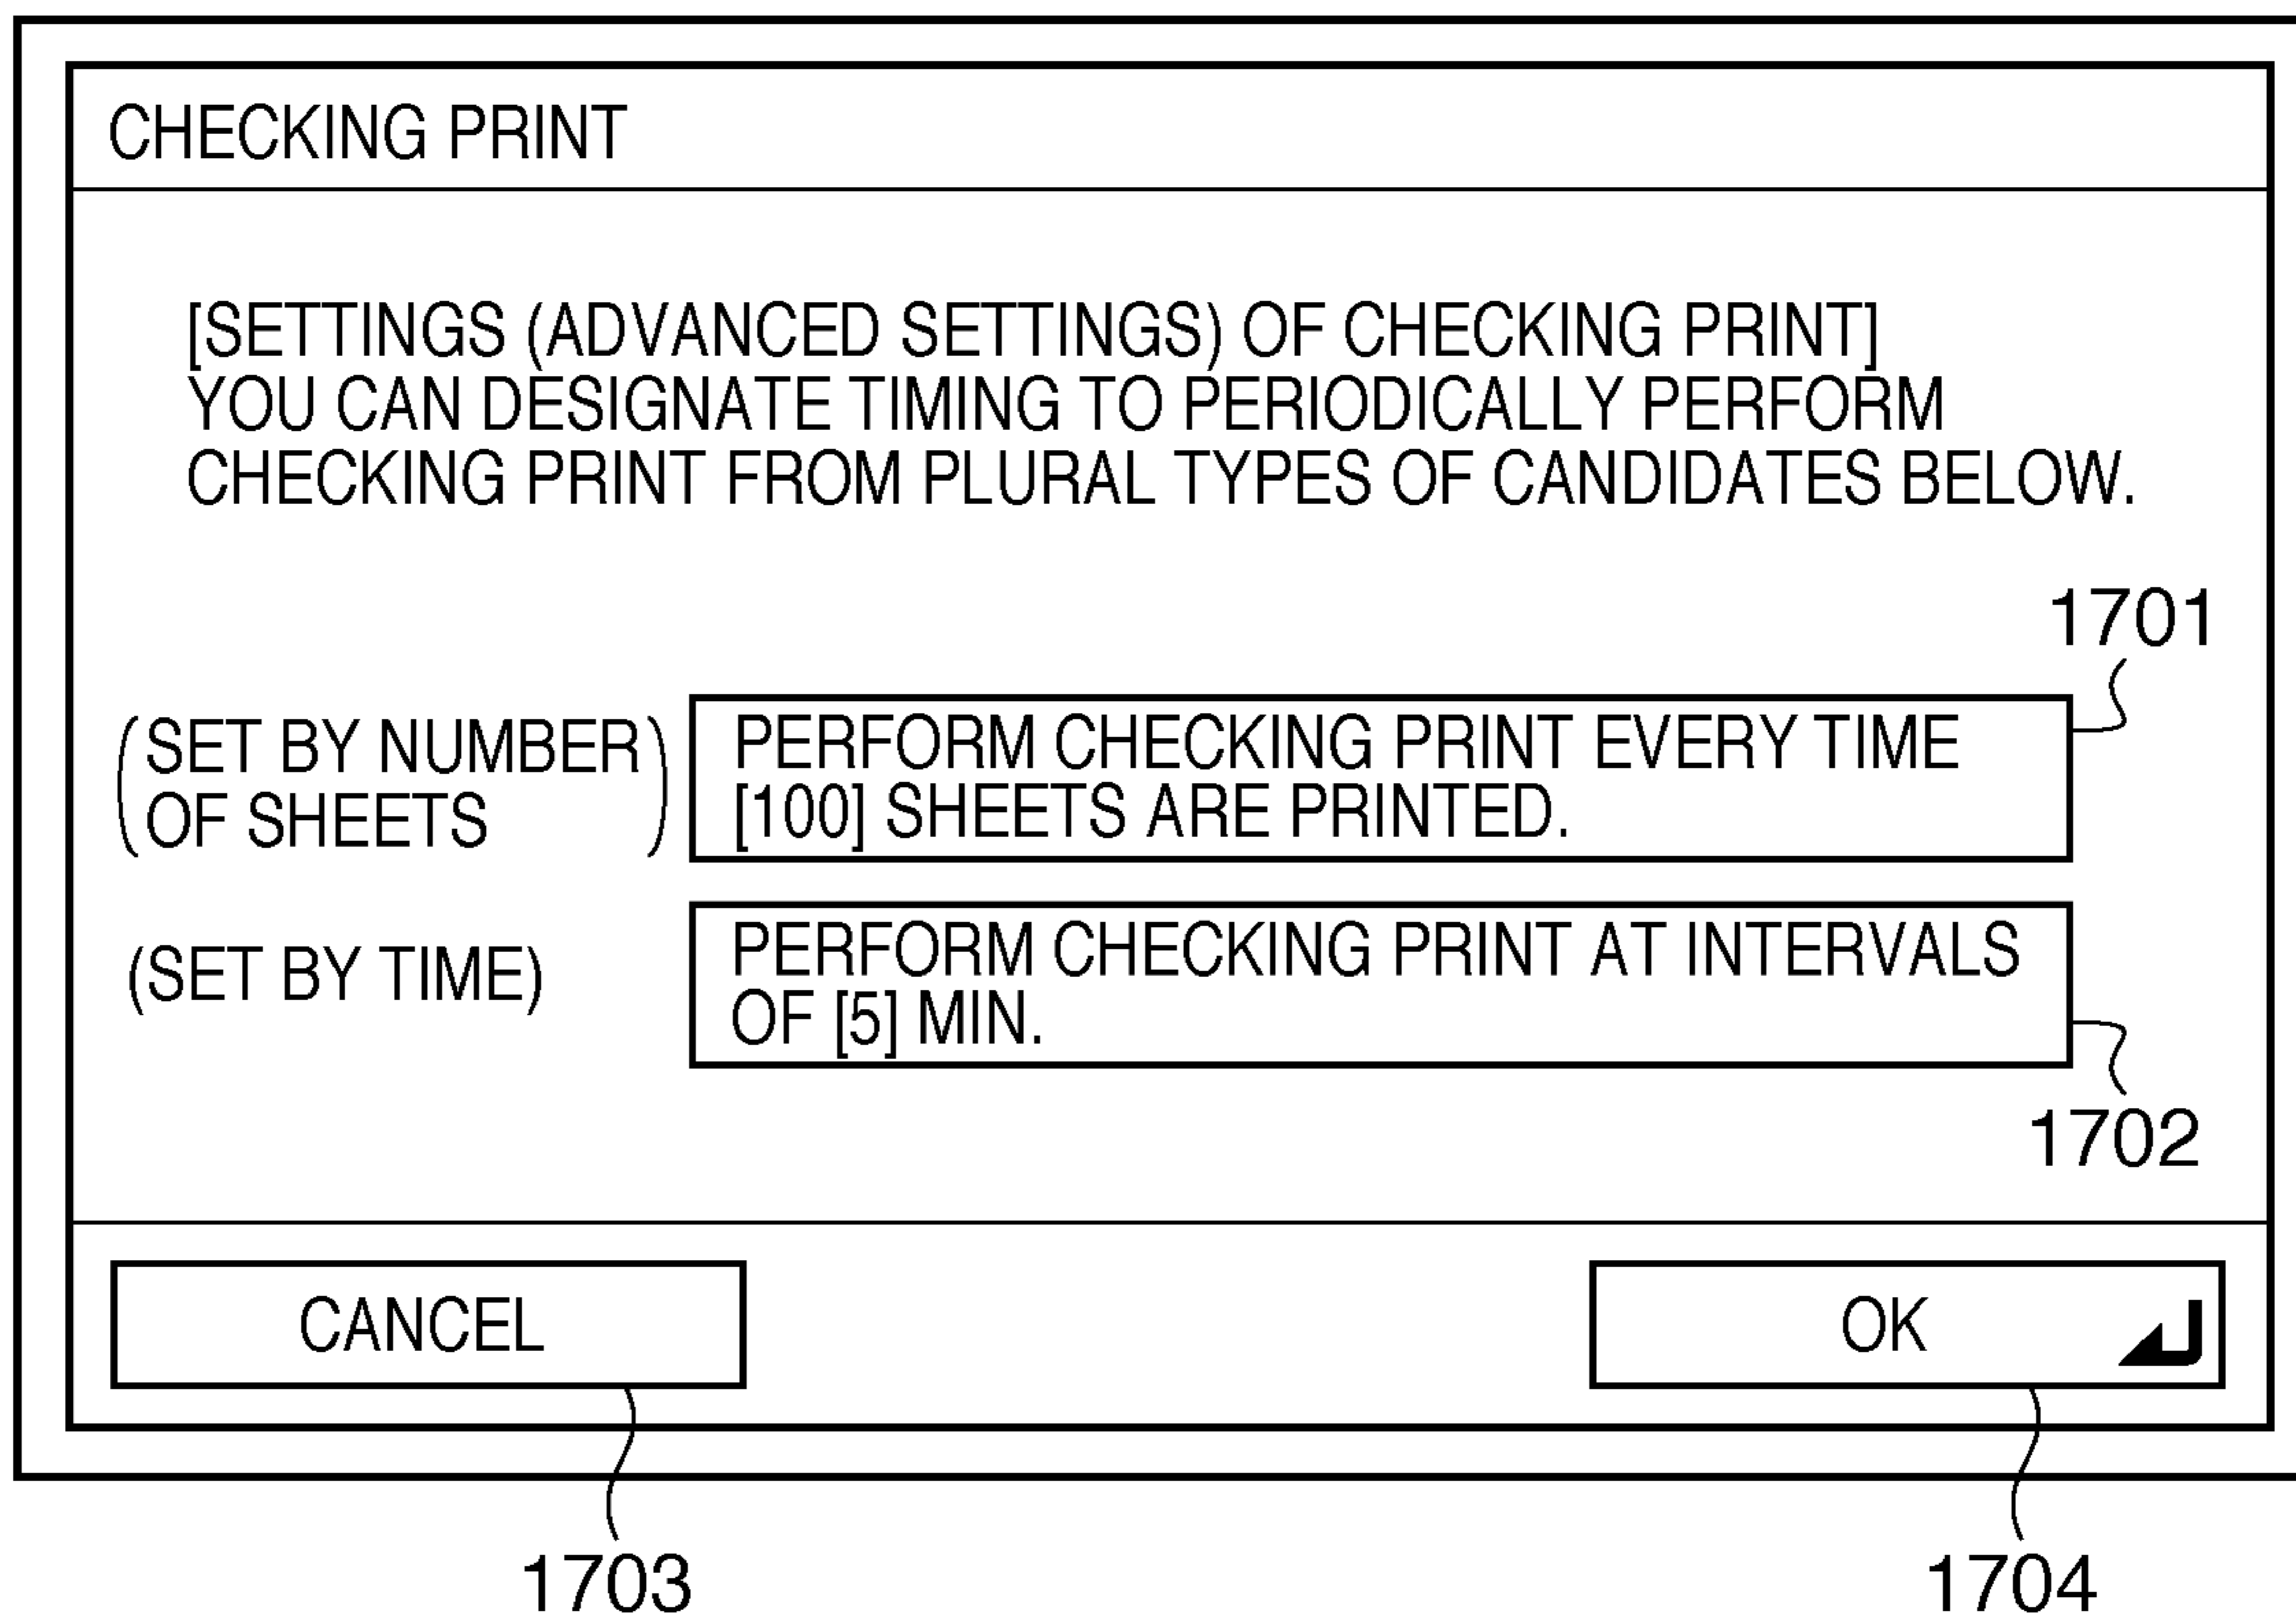 CHECKING PRINT
[SETTINGS (ADVANCED SETTINGS) OF CHECKING PRINT]
YOU CAN DESIGNATE TIMING TO PERIODICALLY PERFORM
CHECKING PRINT FROM PLURAL TYPES OF CANDIDATES BELOW.
1701
(SET BY NUMBER
OF SHEETS)
PERFORM CHECKING PRINT EVERY TIME
[100] SHEETS ARE PRINTED.
(SET BY TIME)
PERFORM CHECKING PRINT AT INTERVALS
OF [5] MIN.
1702
CANCEL
OK
1703
1704